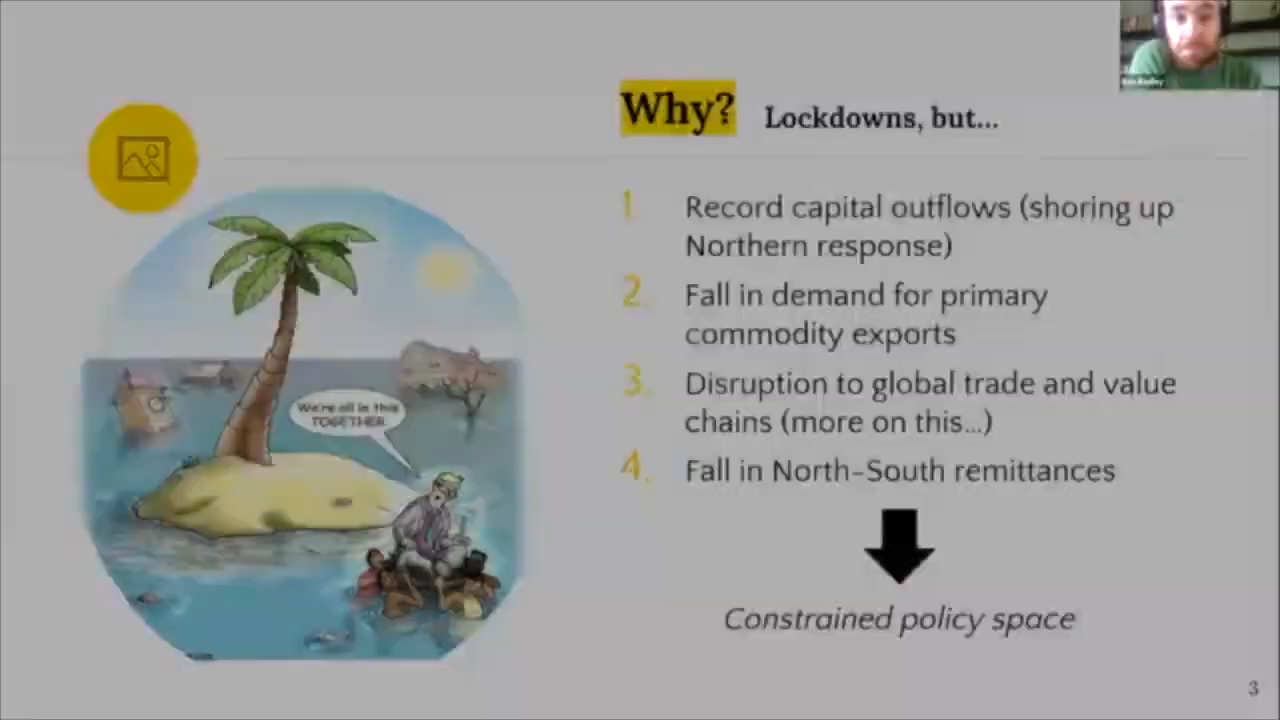 Why? Lockdowns, but...
1. Record capital outflows (shoring up
Northern response)
2. Fall in demand for primary
commodity exports
3. Disruption to global trade and value
chains (more on this...)
4. Fall in North-South remittances
We're all in this
TOGETHER
Constrained policy space
3